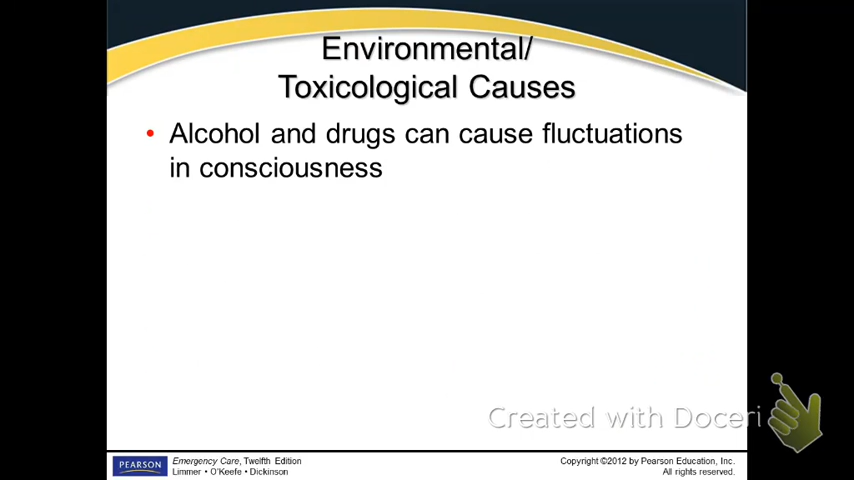 Environmental/
Toxicological Causes
• Alcohol and drugs can cause fluctuations
in consciousness
Created with Doceri
PEARSON
Emergency Care, Twelfth Edition
Limmer • O'Keefe • Dickinson
Copyright ©2012 by Pearson Education, Inc.
All rights reserved.